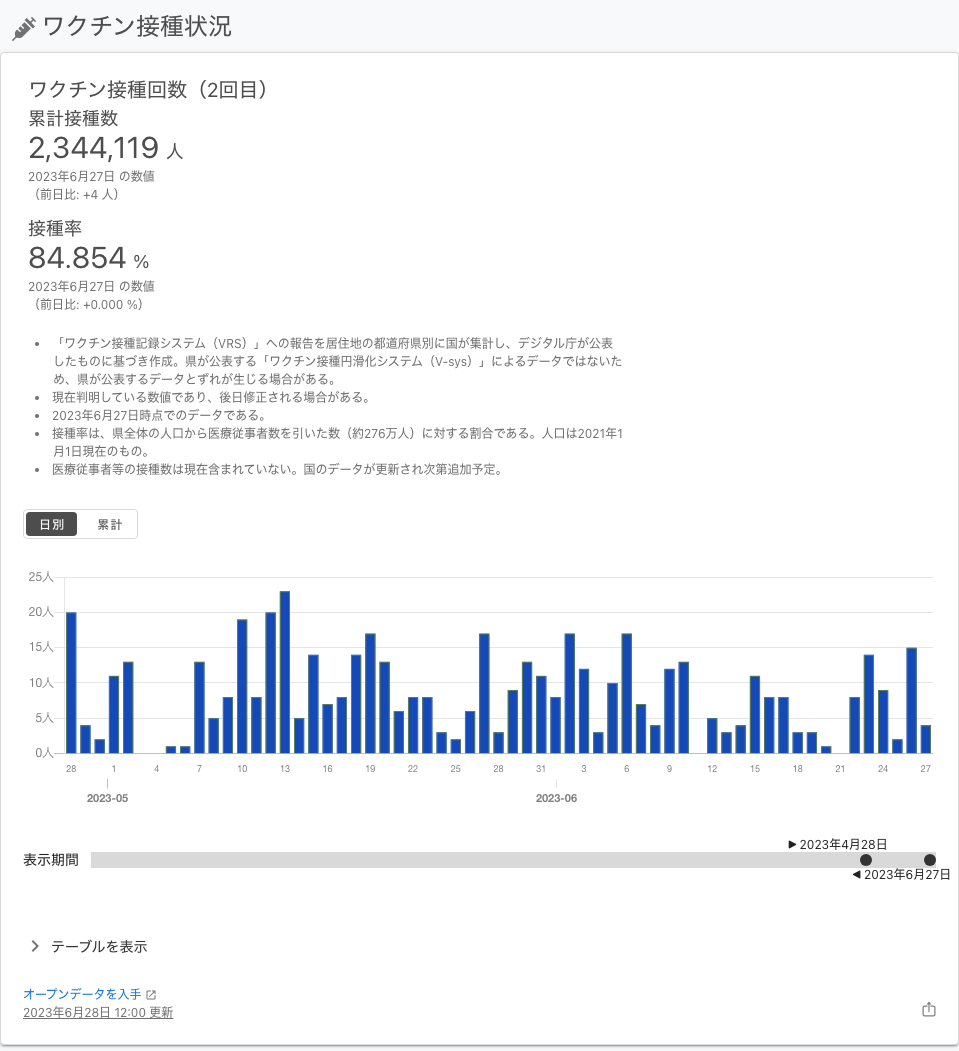 ワクチン接種状況
ワクチン接種回数（2回目）
累計接種数
2,344,119 人
2023年6月27日 の数値
（前日比: +4 人）
接種率
84.854 %
2023年6月27日 の数値
（前日比: +0.000 %）
• 「ワクチン接種記録システム（VRS）」への報告を居住地の都道府県別に国が集計し、デジタル庁が公表
したものに基づき作成。県が公表する「ワクチン接種円滑化システム（V-sys）」によるデータではないた
め、県が公表するデータとずれが生じる場合がある。
• 現在判明している数値であり、後日修正される場合がある。
• 2023年6月27日時点でのデータである。
• 接種率は、県全体の人口から医療従事者数を引いた数（約276万人）に対する割合である。人口は2021年1
月1日現在のもの。
• 医療従事者等の接種数は現在含まれていない。国のデータが更新され次第追加予定。
日別 累計
25人
20人
15人
10人
5人
0人
28 1 4 7 10 13 16 19 22 25 28 31 3 6 9 12 15 18 21 24 27
2023-05 2023-06
▶ 2023年4月28日
表示期間
◀ 2023年6月27日
テーブルを表示
オープンデータを入手
2023年6月28日 12:00 更新